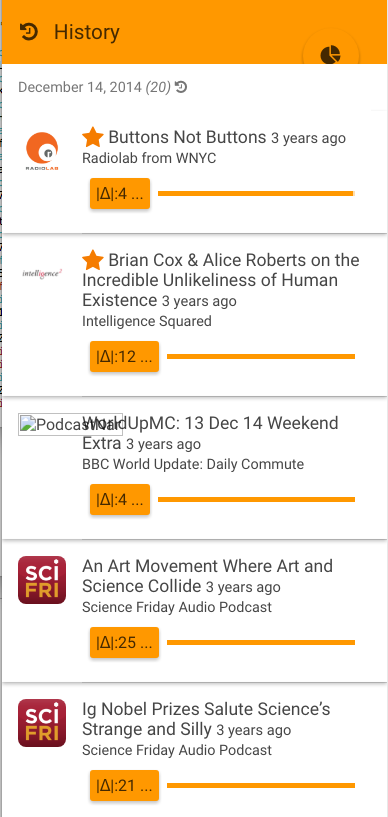 History
December 14, 2014 (20)
Buttons Not Buttons 3 years ago
Radiolab from WNYC
RADIOLAB
|Δ|:4 ...
Brian Cox & Alice Roberts on the
Incredible Unlikeliness of Human
Existence 3 years ago
intelligence²
Intelligence Squared
|Δ|:12 ...
WorldUpMC: 13 Dec 14 Weekend
Extra 3 years ago
BBC World Update: Daily Commute
|Δ|:4 ...
SCI
FRI
An Art Movement Where Art and
Science Collide 3 years ago
Science Friday Audio Podcast
|Δ|:25 ...
SCI
FRI
Ig Nobel Prizes Salute Science's
Strange and Silly 3 years ago
Science Friday Audio Podcast
|Δ|:21 ...